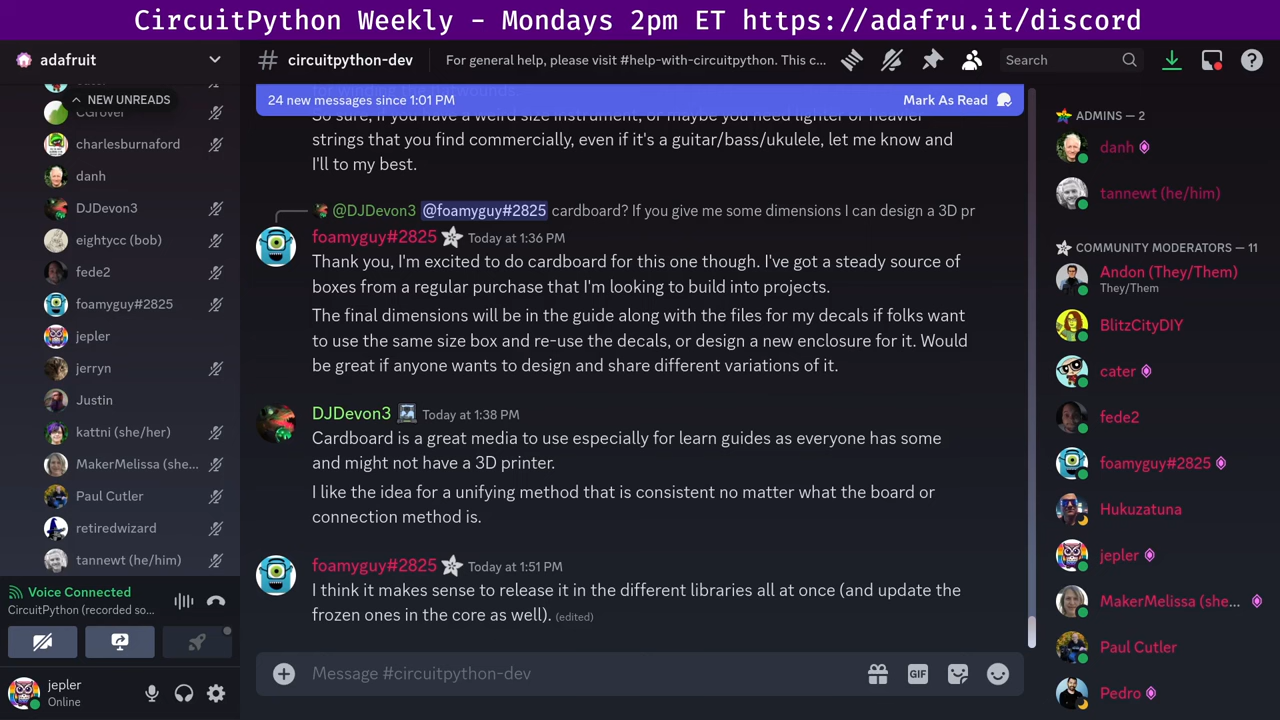 CircuitPython Weekly - Mondays 2pm ET https://adafru.it/discord
adafruit
NEW UNREADS
CGrover
charlesburnaford
danh
DJDevon3
eightycc (bob)
fede2
foamyguy#2825
jepler
jerryn
Justin
kattni (she/her)
MakerMelissa (she...
Paul Cutler
retiredwizard
tannewt (he/him)
Voice Connected
CircuitPython (recorded so...
jepler
Online
# circuitpython-dev
For general help, please visit #help-with-circuitpython. This c...
Search
24 new messages since 1:01 PM
Mark As Read
for winding the flatwounds.
So sure, if you have a weird size instrument, or maybe you need lighter or heavier
strings that you find commercially, even if it's a guitar/bass/ukulele, let me know and
I'll to my best.
@DJDevon3 @foamyguy#2825 cardboard? If you give me some dimensions I can design a 3D pr
foamyguy#2825 Today at 1:36 PM
Thank you, I'm excited to do cardboard for this one though. I've got a steady source of
boxes from a regular purchase that I'm looking to build into projects.
The final dimensions will be in the guide along with the files for my decals if folks want
to use the same size box and re-use the decals, or design a new enclosure for it. Would
be great if anyone wants to design and share different variations of it.
DJDevon3 Today at 1:38 PM
Cardboard is a great media to use especially for learn guides as everyone has some
and might not have a 3D printer.
I like the idea for a unifying method that is consistent no matter what the board or
connection method is.
foamyguy#2825 Today at 1:51 PM
I think it makes sense to release it in the different libraries all at once (and update the
frozen ones in the core as well). (edited)
Message #circuitpython-dev
GIF
ADMINS — 2
danh
tannewt (he/him)
COMMUNITY MODERATORS — 11
Andon (They/Them)
They/Them
BlitzCityDIY
cater
fede2
foamyguy#2825
Hukuzatuna
jepler
MakerMelissa (she...
Paul Cutler
Pedro